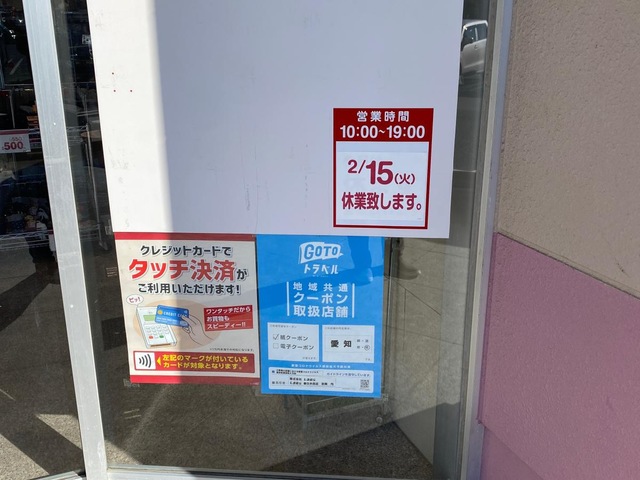 500
営業時間
10:00~19:00
2/15(火)
休業致します。
クレジットカードで
タッチ決済が
ご利用いただけます!
ピッ!
ワンタッチだから
お買物も
スピーディー!!
左記のマークが付いている
カードが対象となります。
GOTO
トラベル
地域共通
クーポン
取扱店舗
紙クーポン
電子クーポン
愛知